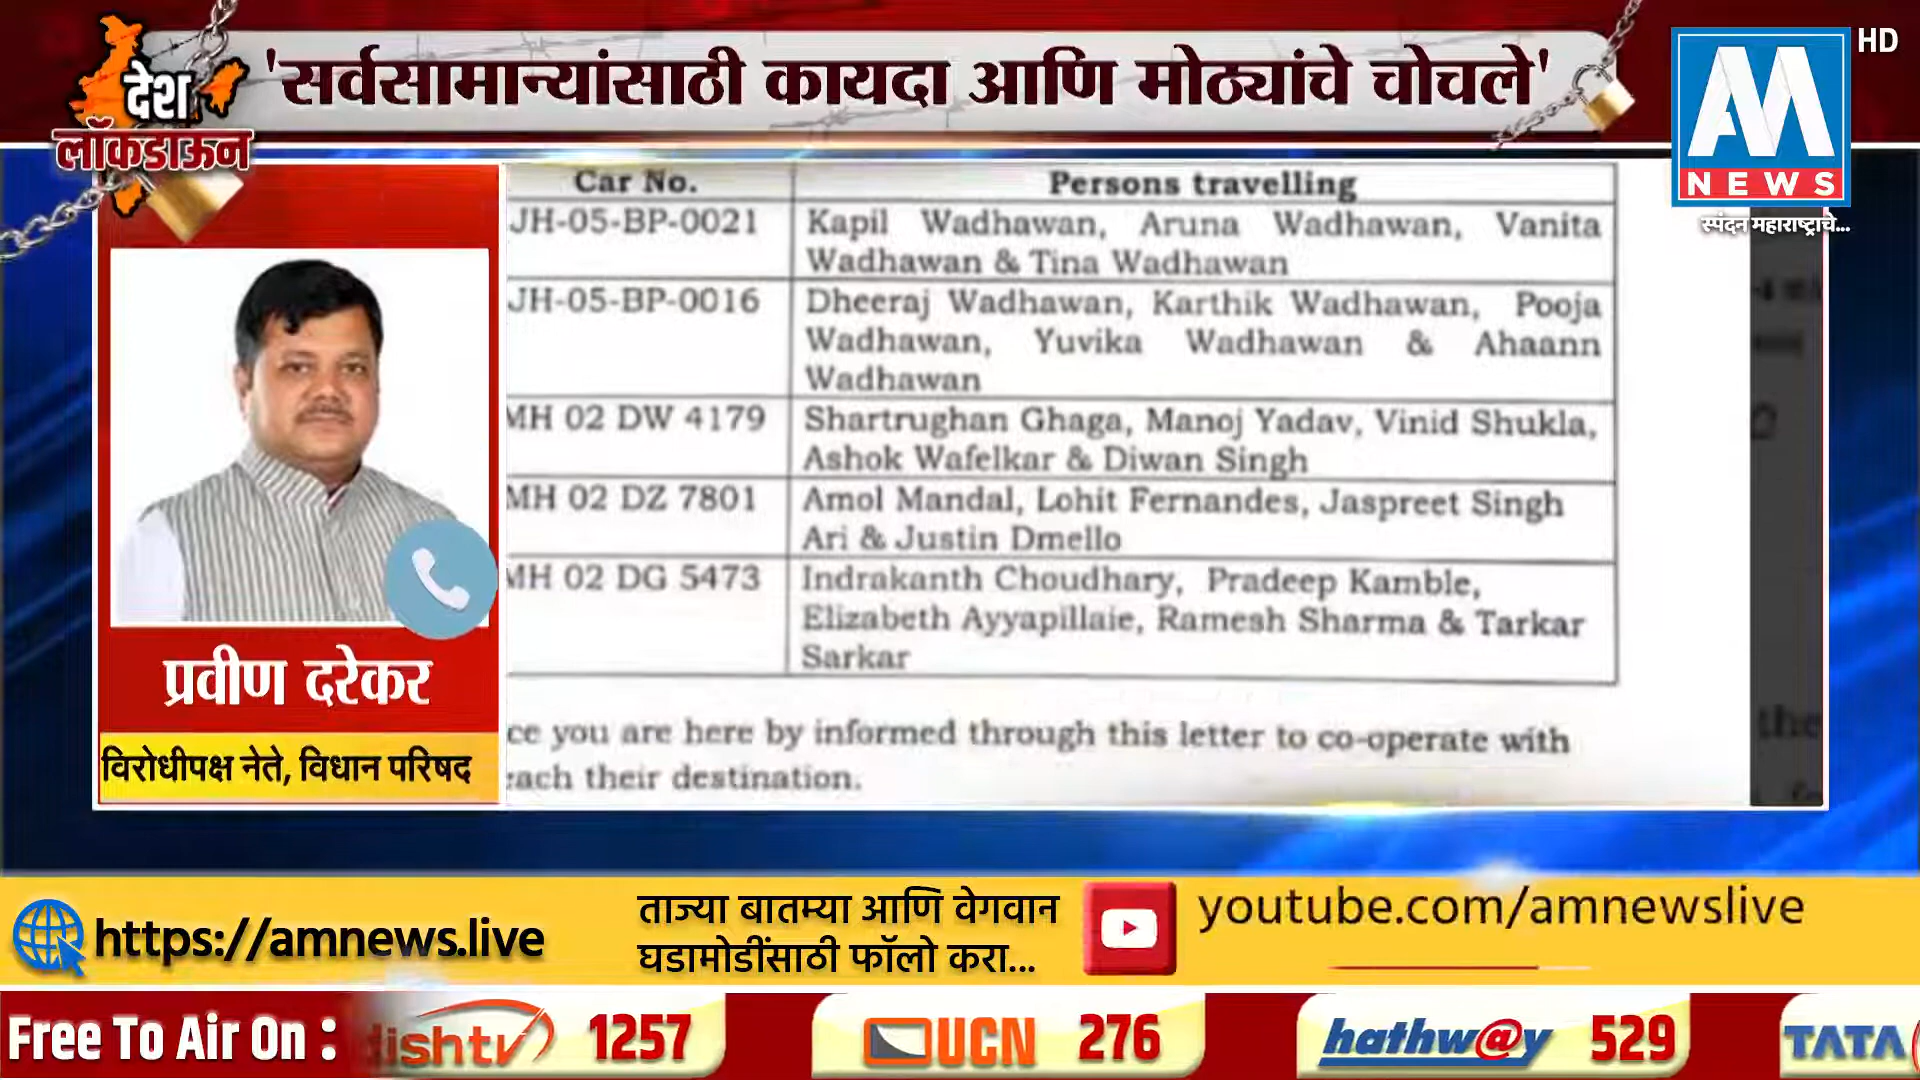 देश
लॉकडाऊन
'सर्वसामान्यांसाठी कायदा आणि मोठ्यांचे चोचले'
HD
AM
NEWS
स्पंदन महाराष्ट्राचे...
Car No. Persons travelling
JH-05-BP-0021 Kapil Wadhawan, Aruna Wadhawan, Vanita
Wadhawan & Tina Wadhawan
JH-05-BP-0016 Dheeraj Wadhawan, Karthik Wadhawan, Pooja
Wadhawan, Yuvika Wadhawan & Ahaann
Wadhawan
MH 02 DW 4179 Shartrughan Ghaga, Manoj Yadav, Vinid Shukla,
Ashok Wafelkar & Diwan Singh
MH 02 DZ 7801 Amol Mandal, Lohit Fernandes, Jaspreet Singh
Ari & Justin Dmello
MH 02 DG 5473 Indrakanth Choudhary, Pradeep Kamble,
Elizabeth Ayyapillaie, Ramesh Sharma & Tarkar
Sarkar
ce you are here by informed through this letter to co-operate with
each their destination.
the
प्रवीण दरेकर
विरोधीपक्ष नेते, विधान परिषद
https://amnews.live
ताज्या बातम्या आणि वेगवान
घडामोडींसाठी फॉलो करा...
youtube.com/amnewslive
Free To Air On : dishtv 1257 UCN 276 hathw@y 529 TATA